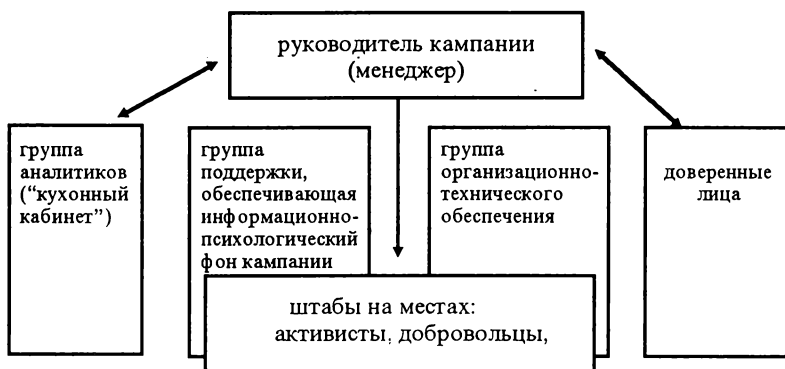 руководитель кампании
(менеджер)
группа
аналитиков
(“кухонный
кабинет”)
группа
поддержки,
обеспечивающая
информационно-
психологический
фон кампании
группа
организационно-
технического
обеспечения
доверенные
лица
штабы на местах:
активисты, добровольцы,